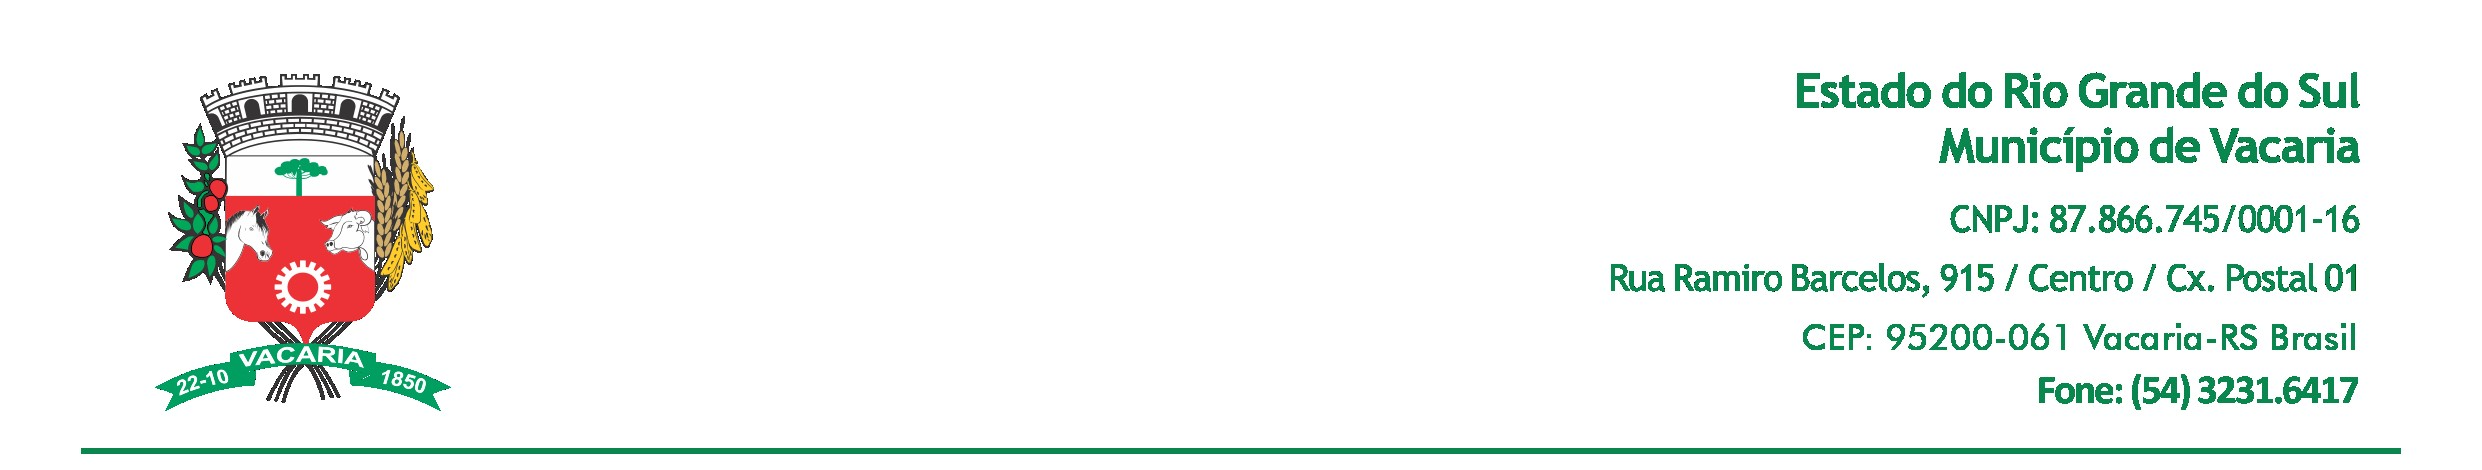 VACARIA
22-10
1850
Estado do Rio Grande do Sul
Município de Vacaria
CNPJ: 87.866.745/0001-16
Rua Ramiro Barcelos, 915 / Centro / Cx. Postal 01
CEP: 95200-061 Vacaria-RS Brasil
Fone: (54) 3231.6417